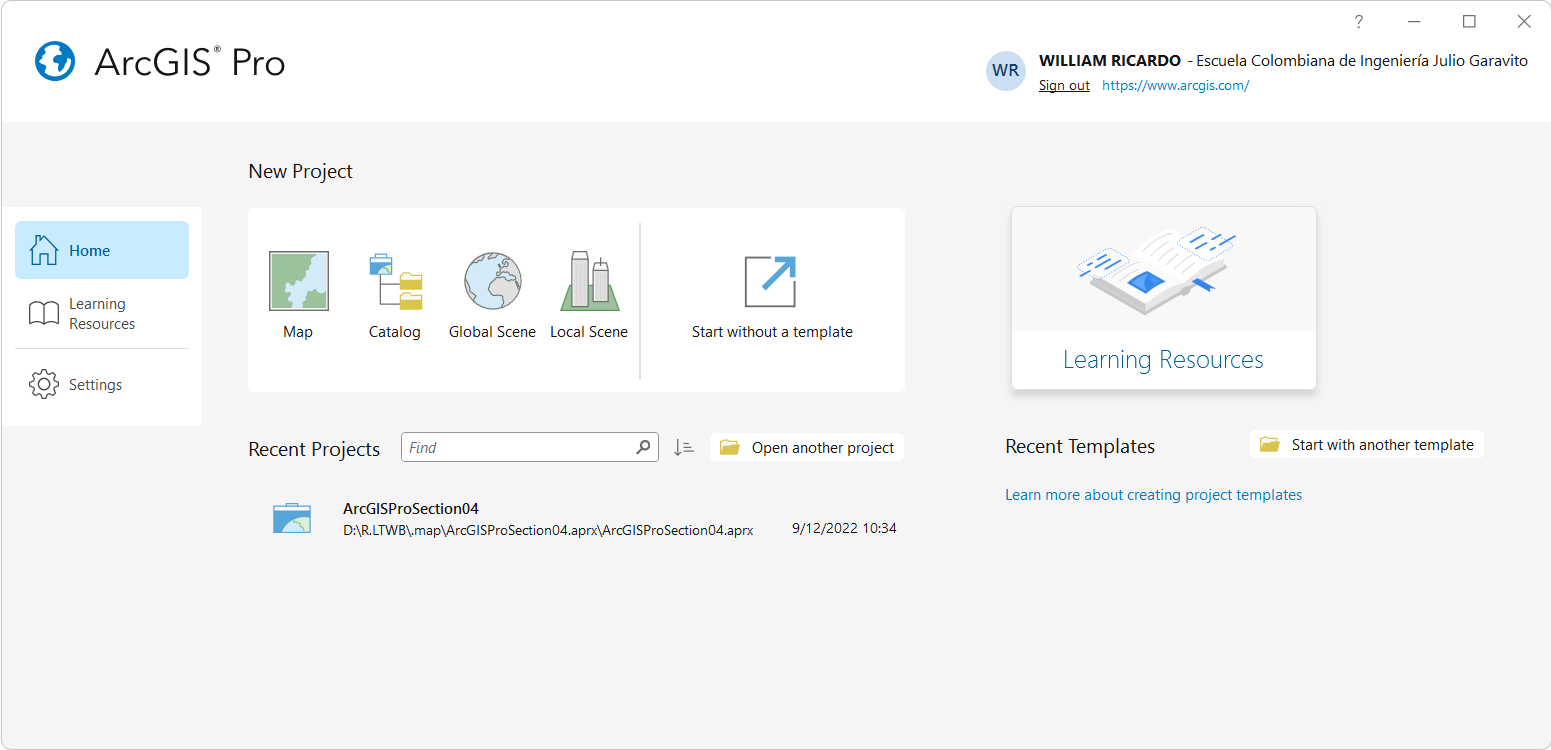 ?
ArcGIS® Pro
WR
WILLIAM RICARDO - Escuela Colombiana de Ingeniería Julio Garavito
Sign out https://www.arcgis.com/
Home
Learning
Resources
Settings
New Project
Map
Catalog
Global Scene
Local Scene
Start without a template
Learning Resources
Recent Projects
Find
Open another project
ArcGISProSection04
D:\R.LTWB\.map\ArcGISProSection04.aprx\ArcGISProSection04.aprx
9/12/2022 10:34
Recent Templates
Start with another template
Learn more about creating project templates